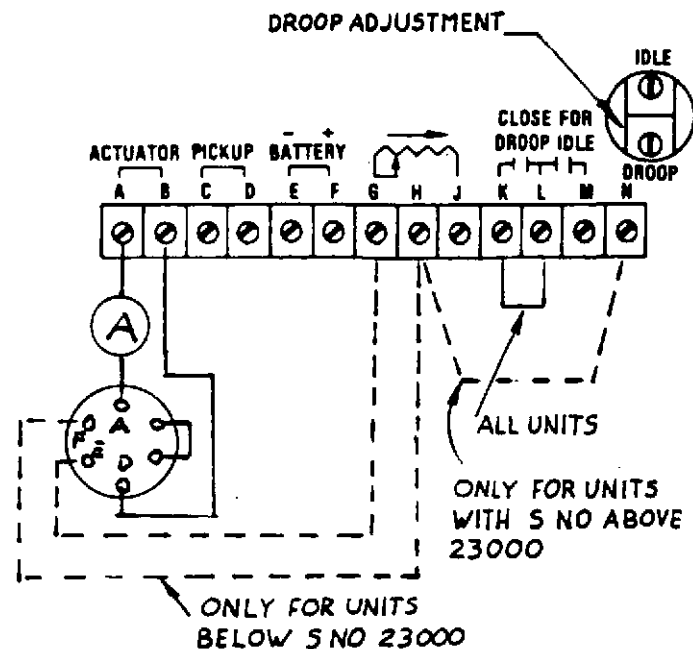 DROOP ADJUSTMENT
IDLE
DROOP
CLOSE FOR
DROOP IDLE
ACTUATOR PICKUP
- +
BATTERY
A B C D E F G H J K L M N
A
A
F
E
D
ALL UNITS
ONLY FOR UNITS
WITH S NO ABOVE
23000
ONLY FOR UNITS
BELOW S NO 23000